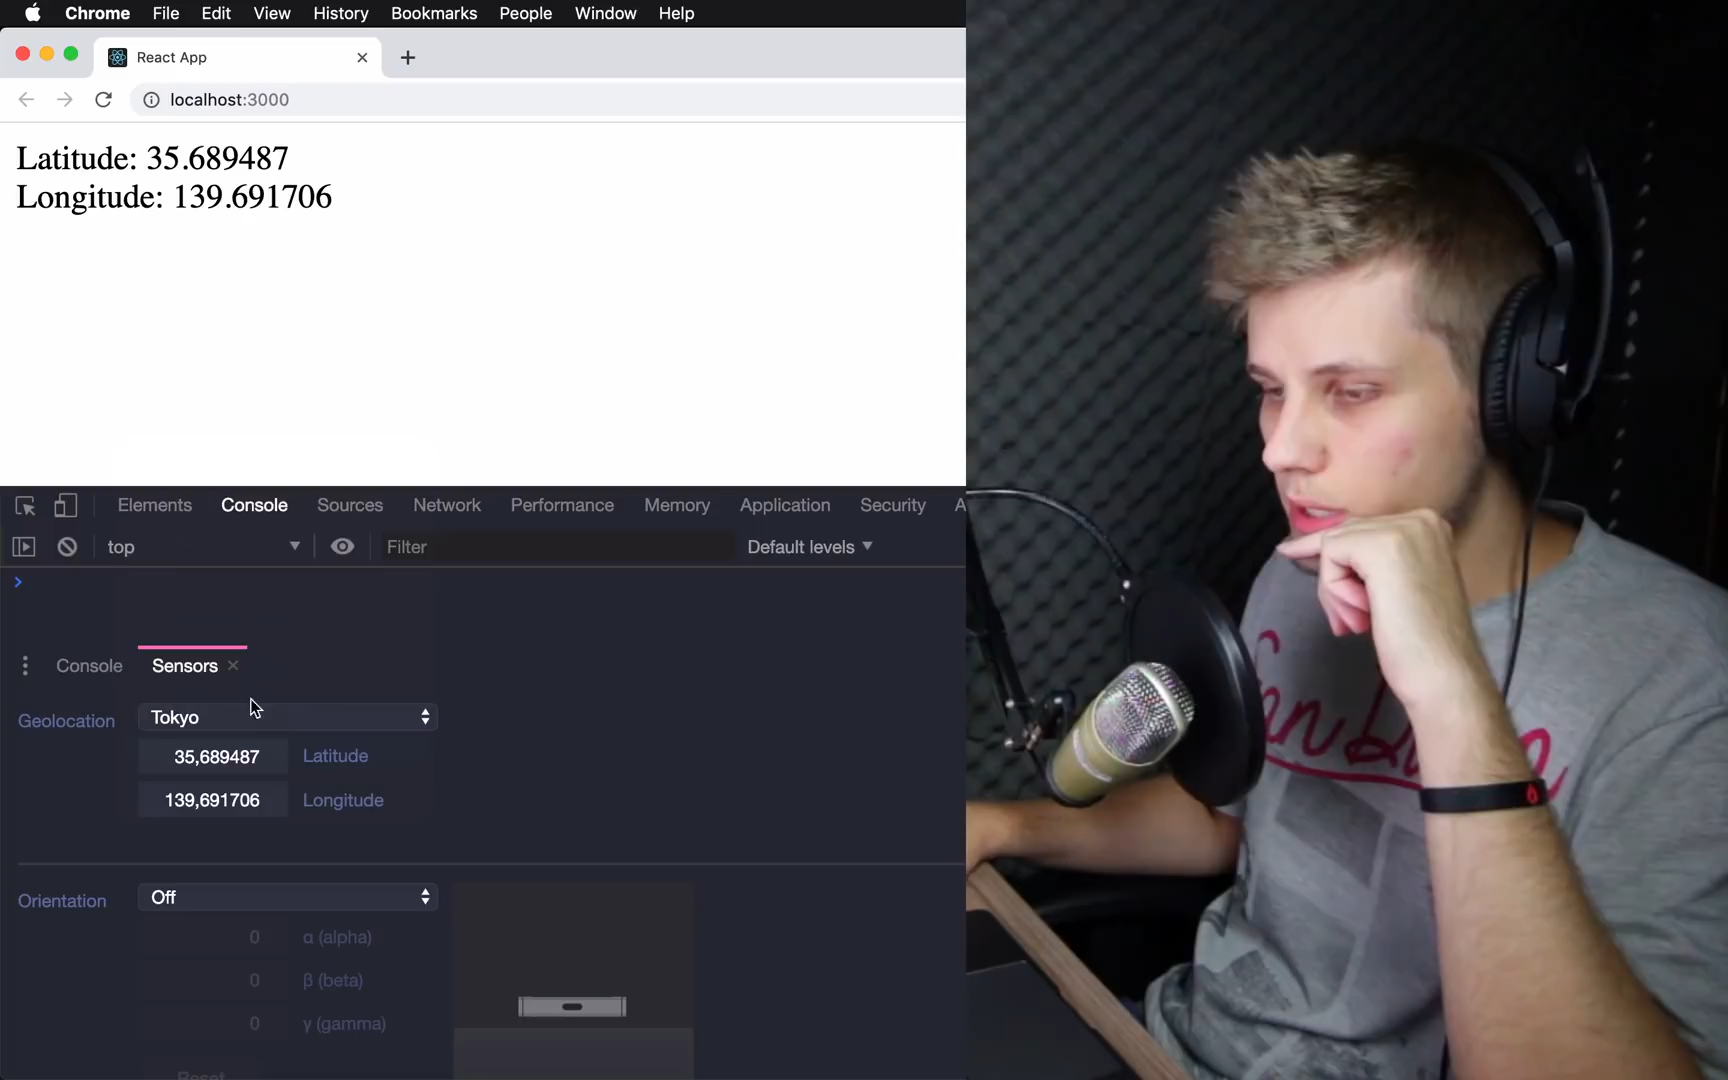 Chrome File Edit View History Bookmarks People Window Help
React App
localhost:3000
Latitude: 35.689487
Longitude: 139.691706
Elements Console Sources Network Performance Memory Application Security
top Filter Default levels
Console Sensors
Geolocation Tokyo
35,689487 Latitude
139,691706 Longitude
Orientation Off
0 α (alpha)
0 β (beta)
0 γ (gamma)
Reset